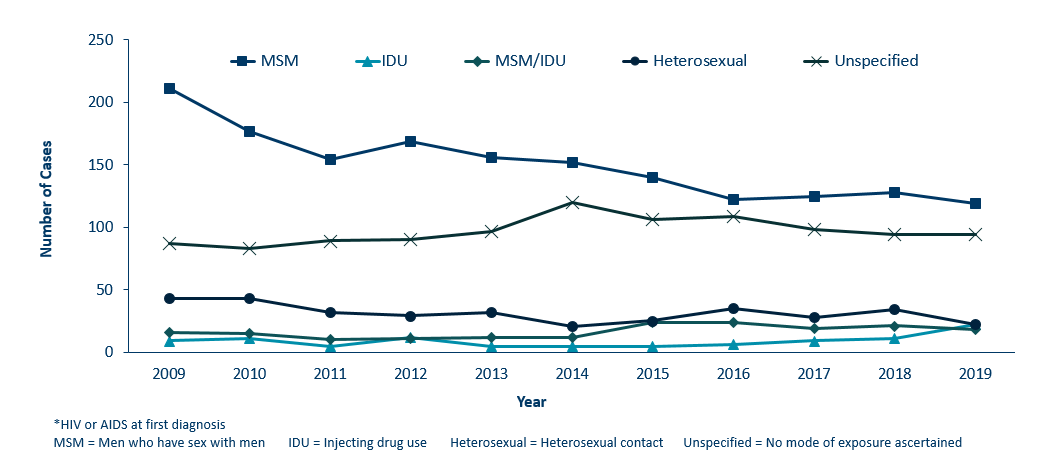 250
MSM IDU MSM/IDU Heterosexual Unspecified
200
150
100
50
0
Number of Cases
2009 2010 2011 2012 2013 2014 2015 2016 2017 2018 2019
Year
*HIV or AIDS at first diagnosis
MSM = Men who have sex with men IDU = Injecting drug use Heterosexual = Heterosexual contact Unspecified = No mode of exposure ascertained